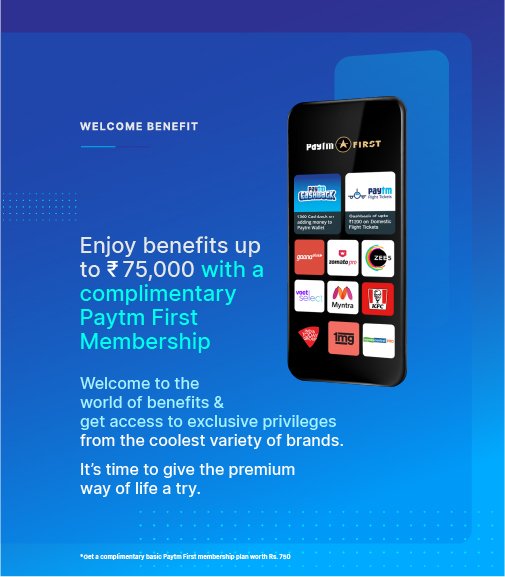 WELCOME BENEFIT
Paytm FIRST
Paytm
CASHBACK
₹300 Cashback on
adding money to
Paytm Wallet
Paytm
Flight Tickets
Cashback of upto
₹1200 on Domestic
Flight Tickets
gaana PLUS
zomato pro
ZEE5
voot
select
Myntra
KFC
1mg
Enjoy benefits up
to ₹ 75,000 with a
complimentary
Paytm First
Membership
Welcome to the
world of benefits &
get access to exclusive privileges
from the coolest variety of brands.
It's time to give the premium
way of life a try.
*Get a complimentary basic Paytm First membership plan worth Rs. 750